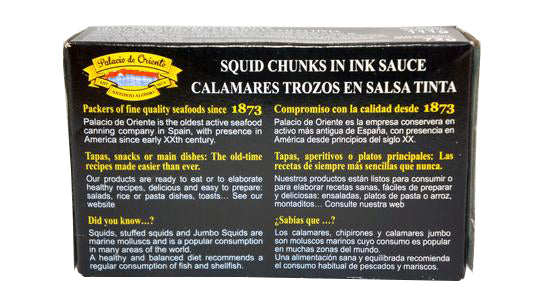 Palacio de Oriente
EST. 1873
ANTONIO ALONSO
SQUID CHUNKS IN INK SAUCE
CALAMARES TROZOS EN SALSA TINTA
Packers of fine quality seafoods since 1873
Palacio de Oriente is the oldest active seafood
canning company in Spain, with presence in
America since early XXth century.
Tapas, snacks or main dishes: The old-time
recipes made easier than ever.
Our products are ready to eat or to elaborate
healthy recipes, delicious and easy to prepare:
salads, rice or pasta dishes, toasts… See our
website
Did you know…?
Squids, stuffed squids and Jumbo Squids are
marine molluscs and is a popular consumption
in many areas of the world.
A healthy and balanced diet recommends a
regular consumption of fish and shellfish.
Compromiso con la calidad desde 1873
Palacio de Oriente es la empresa conservera en
activo más antigua de España, con presencia en
América desde principios del siglo XX.
Tapas, aperitivos o platos principales: Las
recetas de siempre más sencillas que nunca.
Nuestros productos están listos para consumir o
para elaborar recetas sanas, fáciles de preparar
y deliciosas: ensaladas, platos de pasta o arroz,
montaditos… Consulte nuestra web
¿Sabías que …?
Los calamares, chipirones y calamares jumbo
son moluscos marinos cuyo consumo es popular
en muchas zonas del mundo.
Una alimentación sana y equilibrada recomienda
el consumo habitual de pescados y mariscos.